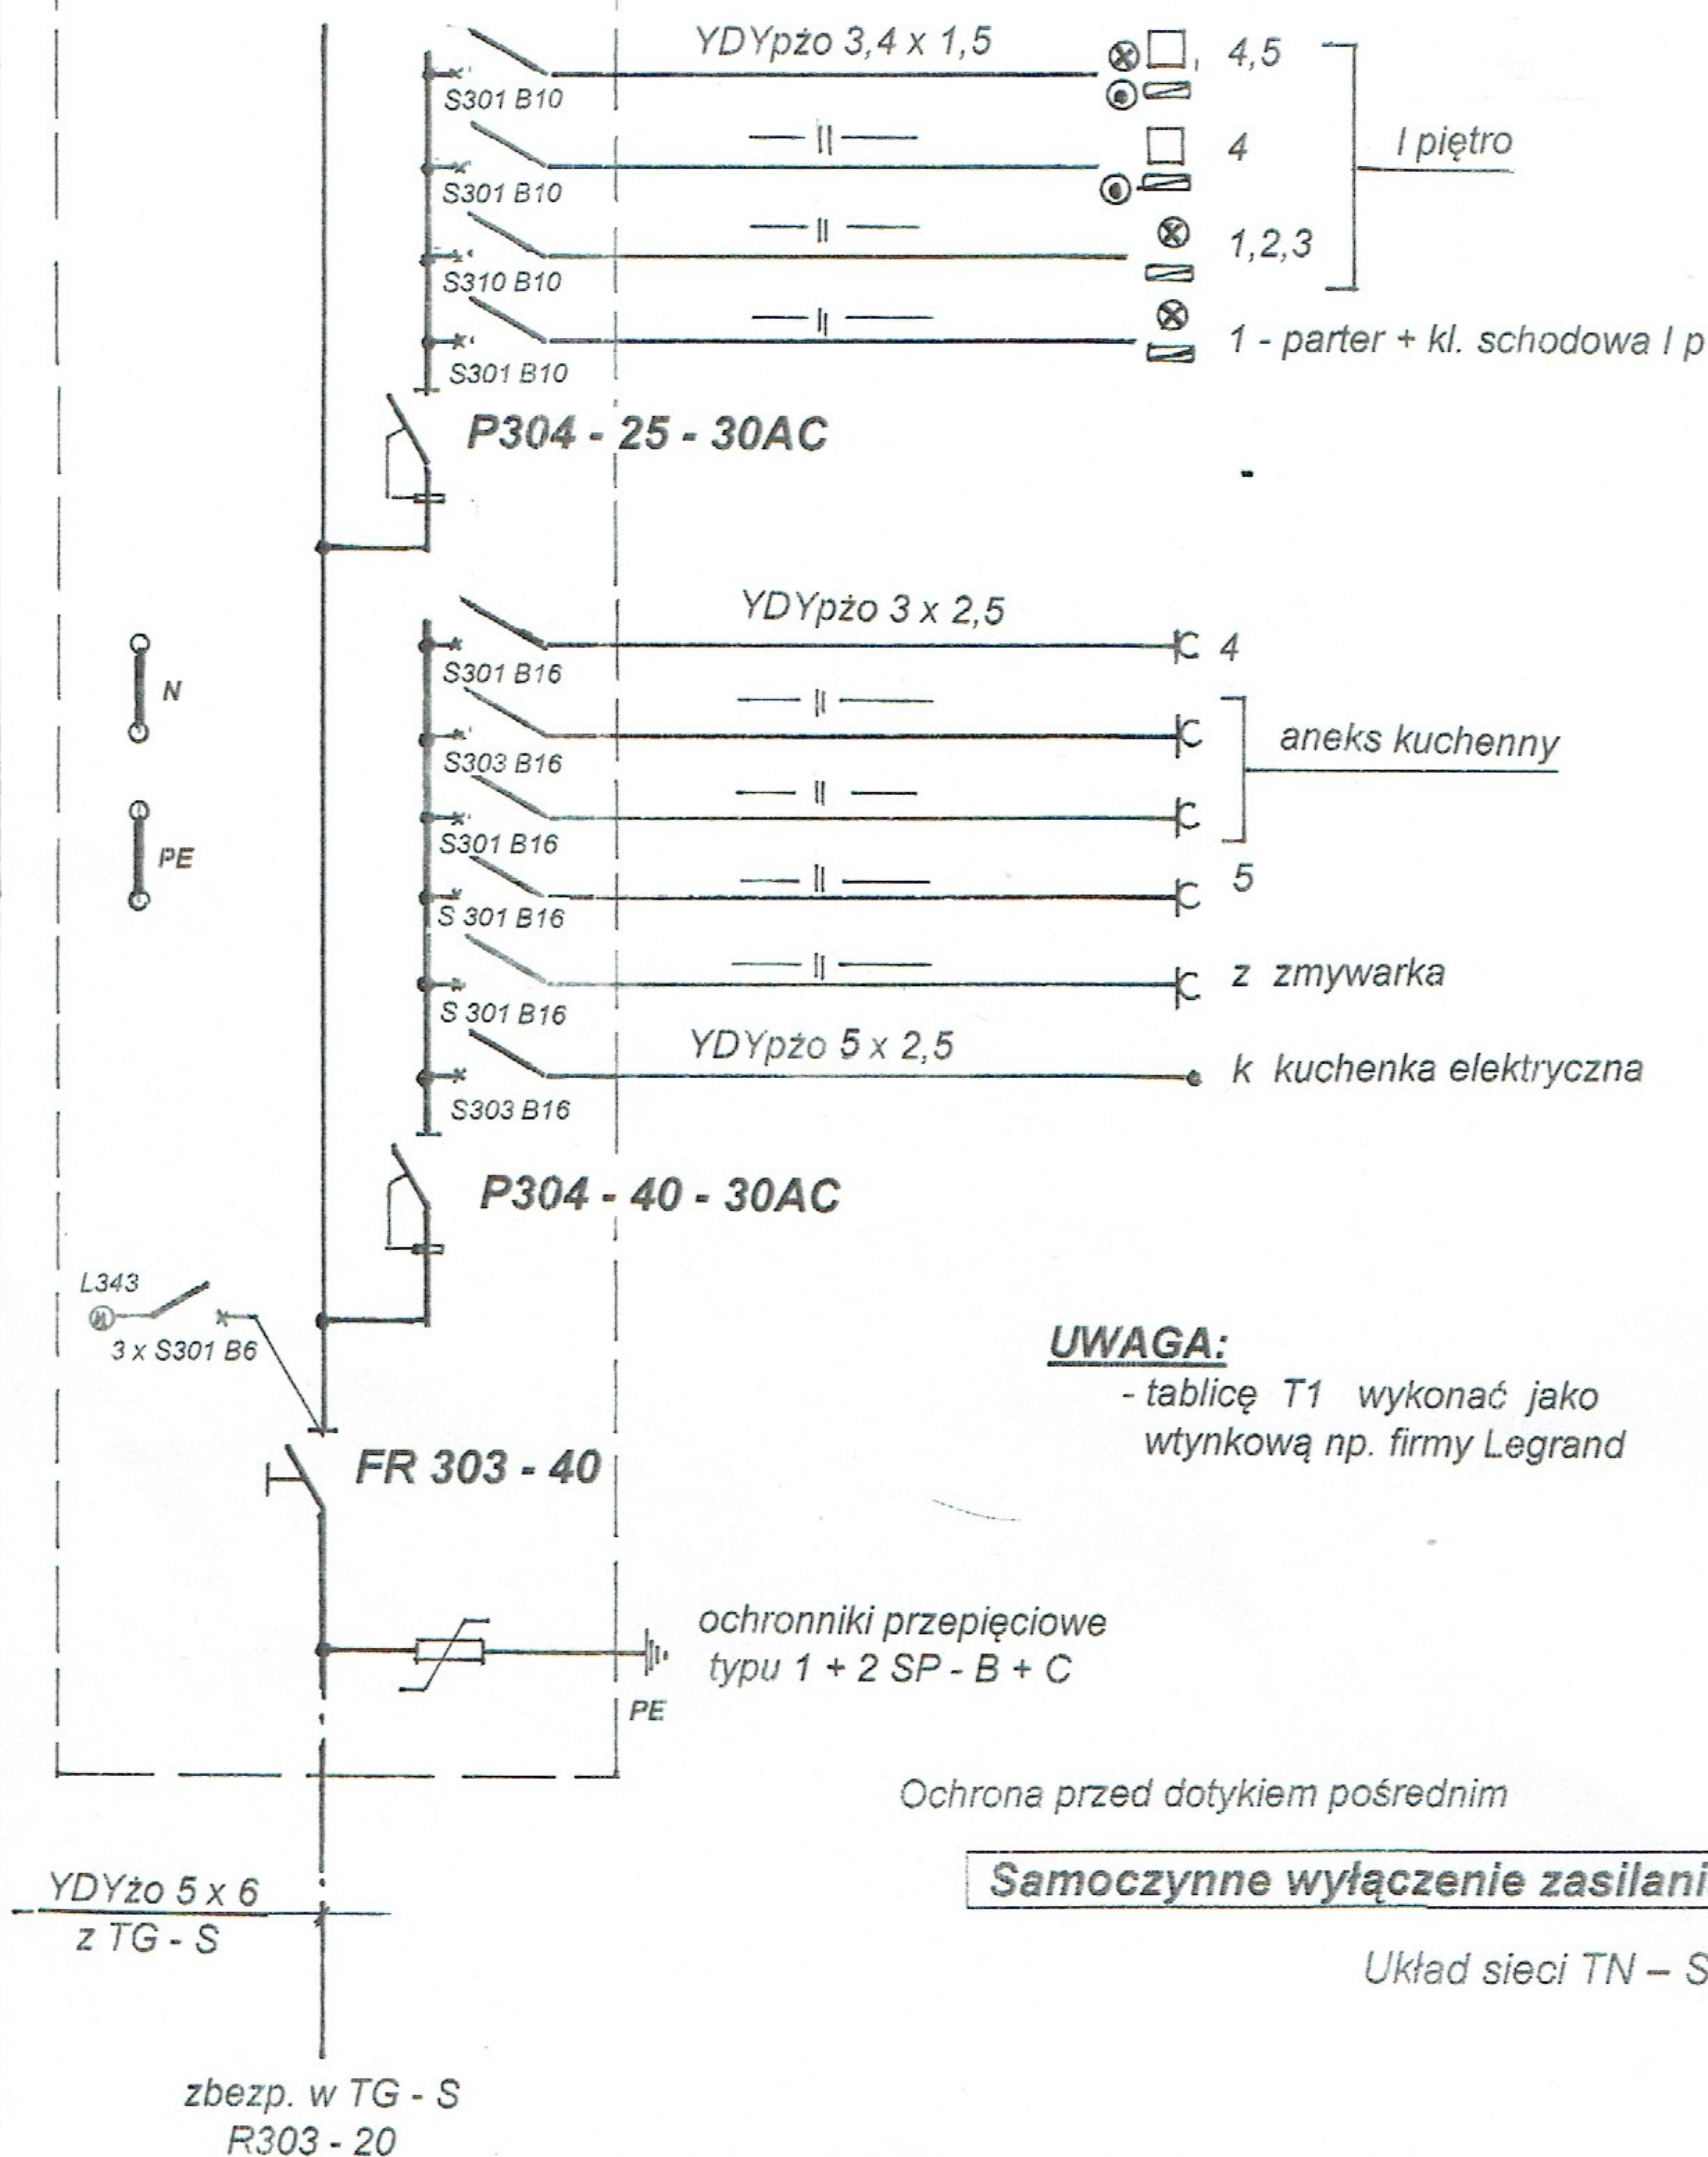 YDYpżo 3,4 x 1,5
4,5
S301 B10
I piętro
4
S301 B10
1,2,3
S310 B10
1 - parter + kl. schodowa I p
S301 B10
P304 - 25 - 30AC
YDYpżo 3 x 2,5
4
S301 B16
N
aneks kuchenny
S303 B16
S301 B16
PE
5
S 301 B16
z zmywarka
S 301 B16
YDYpżo 5 x 2,5
k kuchenka elektryczna
S303 B16
P304 - 40 - 30AC
L343
3 x S301 B6
UWAGA:
- tablicę T1 wykonać jako
wtynkową np. firmy Legrand
FR 303 - 40
ochronniki przepięciowe
typu 1 + 2 SP - B + C
PE
Ochrona przed dotykiem pośrednim
Samoczynne wyłączenie zasilani
YDYżo 5 x 6
z TG - S
Układ sieci TN – S
zbezp. w TG - S
R303 - 20